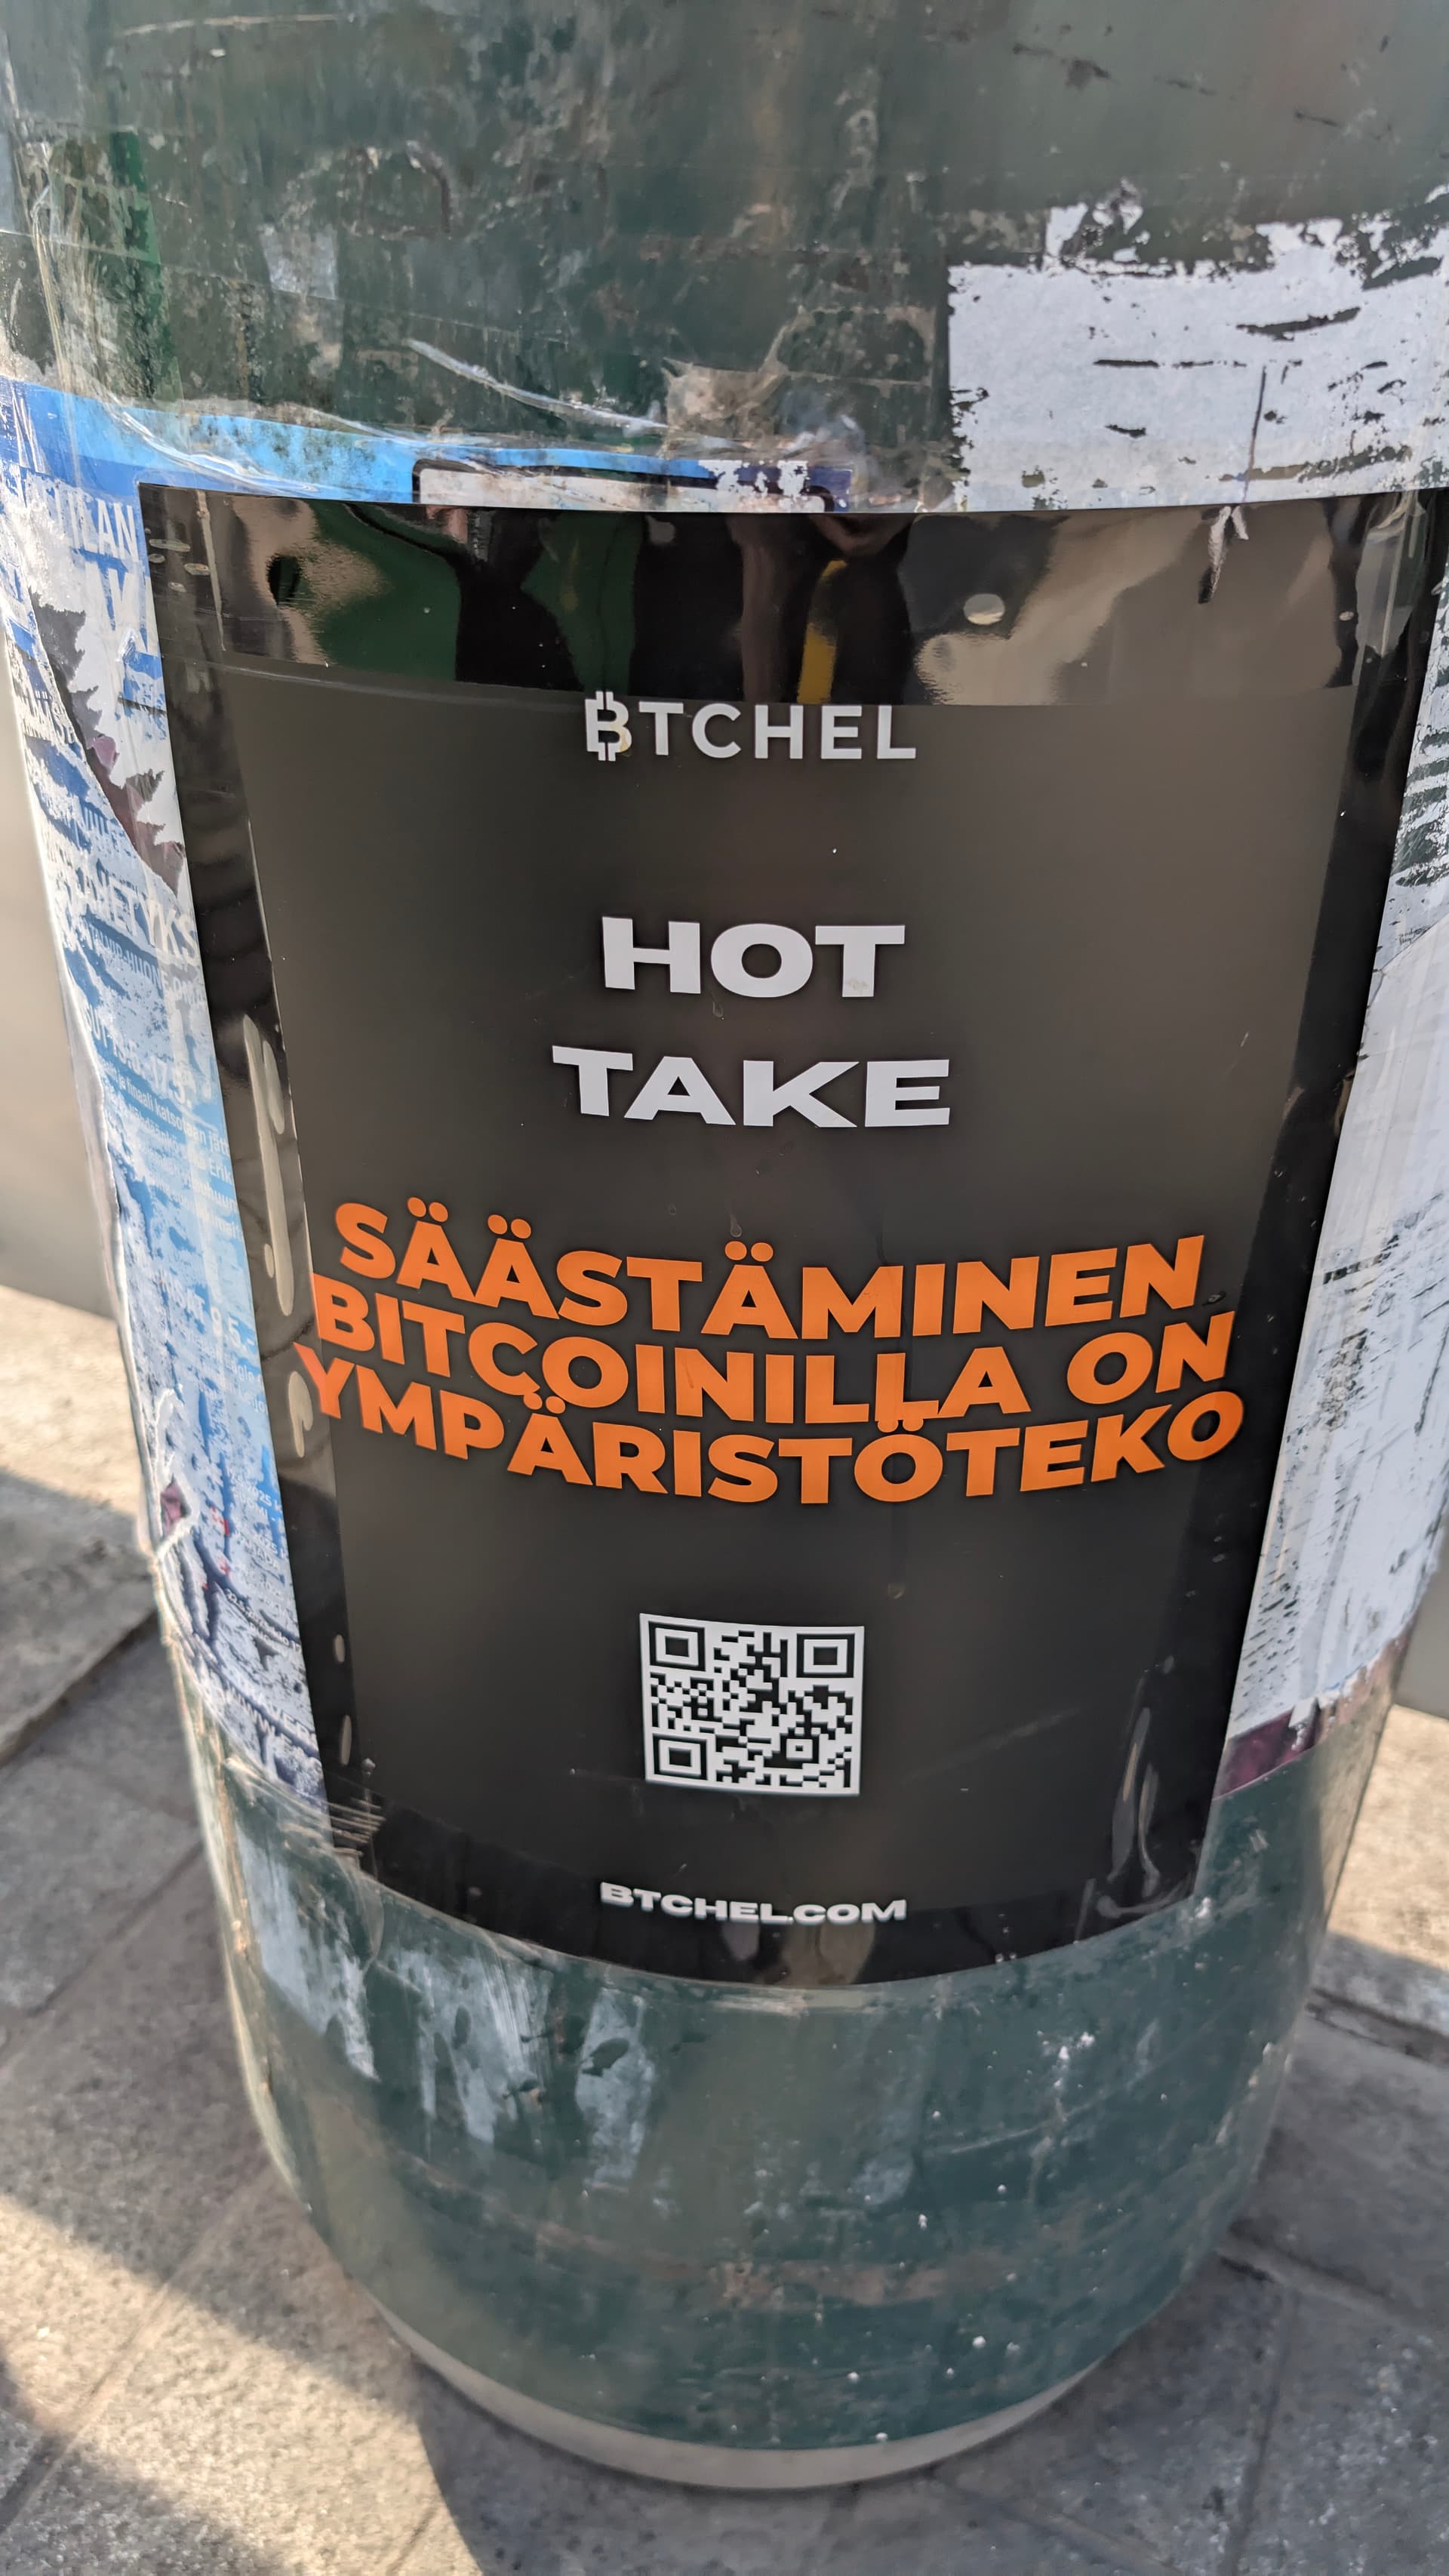 BTCHEL
HOT
TAKE
SÄÄSTÄMINEN
BITCOINILLA ON
YMPÄRISTÖTEKO
BTCHEL.COM